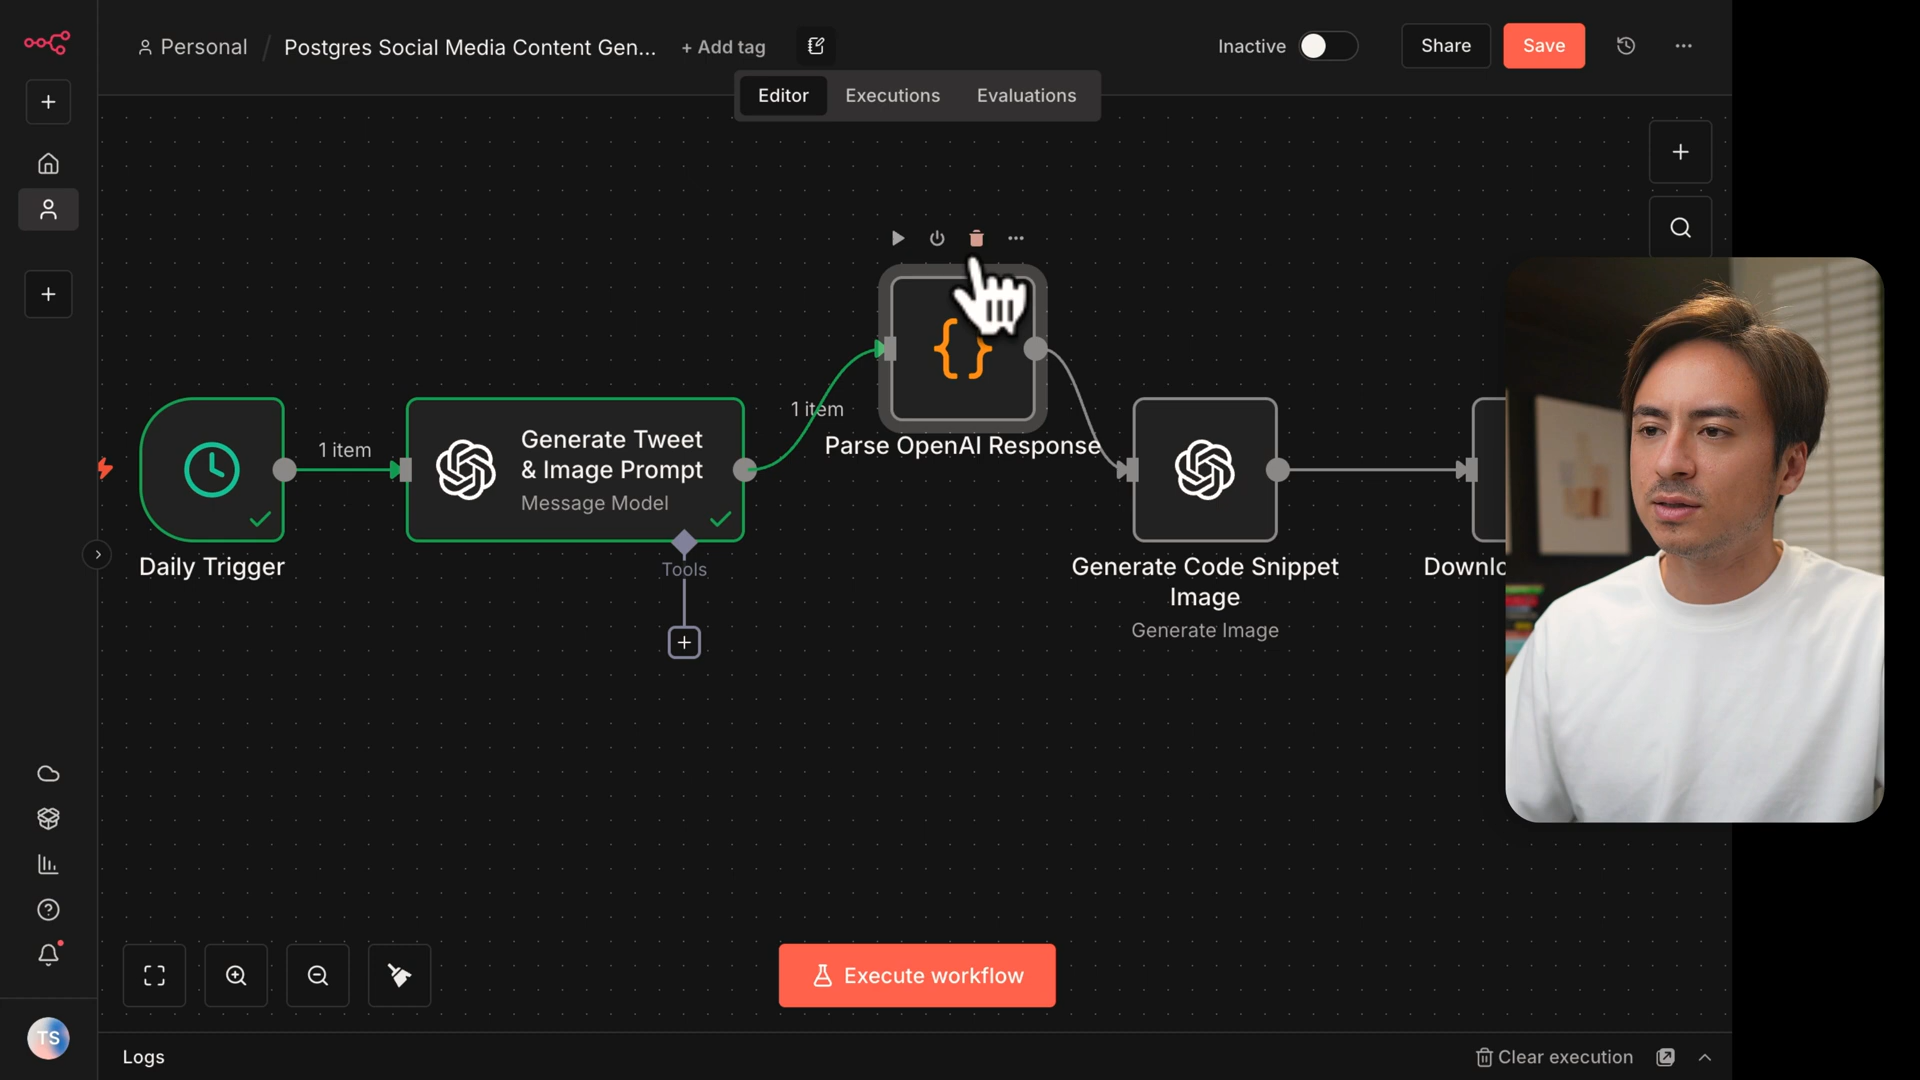 Personal / Postgres Social Media Content Gen... + Add tag
Inactive
Share
Save
Editor
Executions
Evaluations
1 item
1 item
Parse OpenAI Response
Generate Tweet
& Image Prompt
Message Model
Daily Trigger
Tools
Generate Code Snippet
Image
Generate Image
Downlo
Execute workflow
TS
Logs
Clear execution